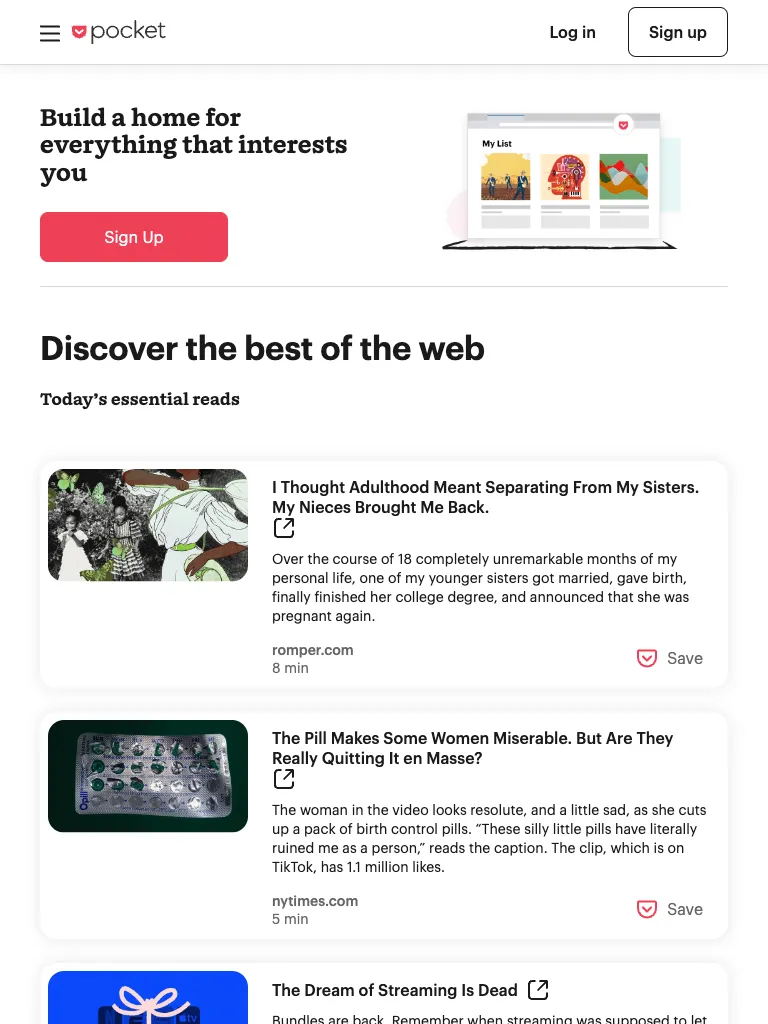 pocket
Log in
Sign up
Build a home for
everything that interests
you
My List
Sign Up
Discover the best of the web
Today’s essential reads
I Thought Adulthood Meant Separating From My Sisters.
My Nieces Brought Me Back.
Over the course of 18 completely unremarkable months of my
personal life, one of my younger sisters got married, gave birth,
finally finished her college degree, and announced that she was
pregnant again.
romper.com
8 min
Save
Opill
The Pill Makes Some Women Miserable. But Are They
Really Quitting It en Masse?
The woman in the video looks resolute, and a little sad, as she cuts
up a pack of birth control pills. “These silly little pills have literally
ruined me as a person,” reads the caption. The clip, which is on
TikTok, has 1.1 million likes.
nytimes.com
5 min
Save
tv
The Dream of Streaming Is Dead
Bundles are back. Remember when streaming was supposed to let